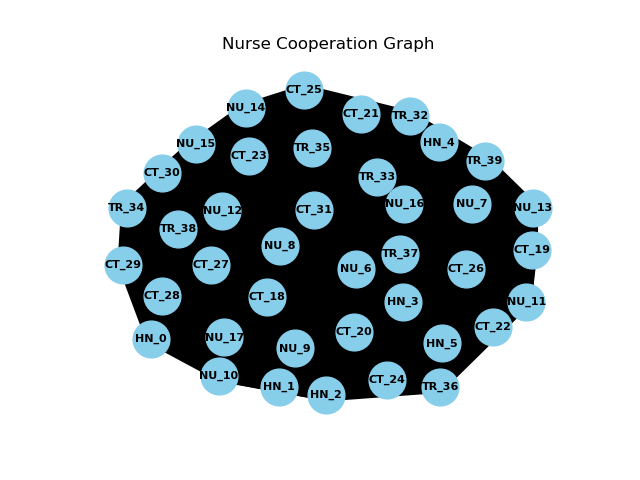 Nurse Cooperation Graph
CT_25
NU_14
CT_21
TR_32
HN_4
NU_15
TR_35
CT_23
TR_39
CT_30
TR_33
NU_16
NU_7
TR_34
NU_12
CT_31
NU_13
TR_38
NU_8
CT_19
TR_37
CT_29
CT_27
NU_6
CT_26
CT_28
CT_18
HN_3
NU_11
CT_22
CT_20
HN_0
NU_17
NU_9
HN_5
NU_10
HN_1
CT_24
TR_36
HN_2